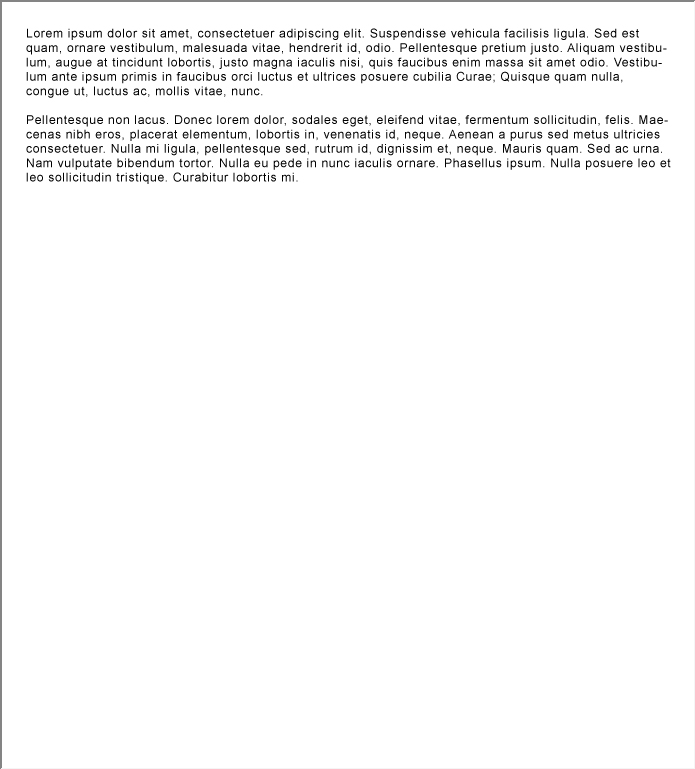 Lorem ipsum dolor sit amet, consectetuer adipiscing elit. Suspendisse vehicula facilisis ligula. Sed est
quam, ornare vestibulum, malesuada vitae, hendrerit id, odio. Pellentesque pretium justo. Aliquam vestibu-
lum, augue at tincidunt lobortis, justo magna iaculis nisi, quis faucibus enim massa sit amet odio. Vestibu-
lum ante ipsum primis in faucibus orci luctus et ultrices posuere cubilia Curae; Quisque quam nulla,
congue ut, luctus ac, mollis vitae, nunc.

Pellentesque non lacus. Donec lorem dolor, sodales eget, eleifend vitae, fermentum sollicitudin, felis. Mae-
cenas nibh eros, placerat elementum, lobortis in, venenatis id, neque. Aenean a purus sed metus ultricies
consectetuer. Nulla mi ligula, pellentesque sed, rutrum id, dignissim et, neque. Mauris quam. Sed ac urna.
Nam vulputate bibendum tortor. Nulla eu pede in nunc iaculis ornare. Phasellus ipsum. Nulla posuere leo et
leo sollicitudin tristique. Curabitur lobortis mi.